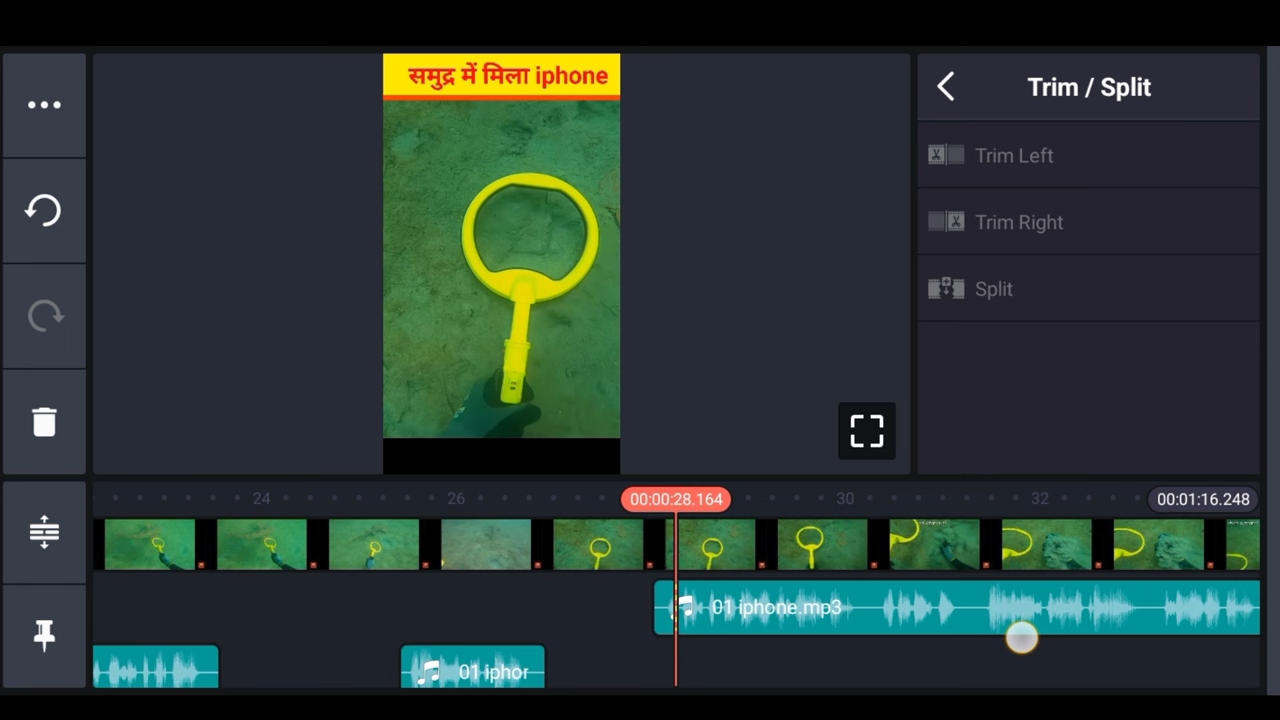 समुद्र में मिला iphone
Trim / Split
Trim Left
Trim Right
Split
24
26
00:00:28.164
30
32
00:01:16.248
01 iphone.mp3
01 iphor